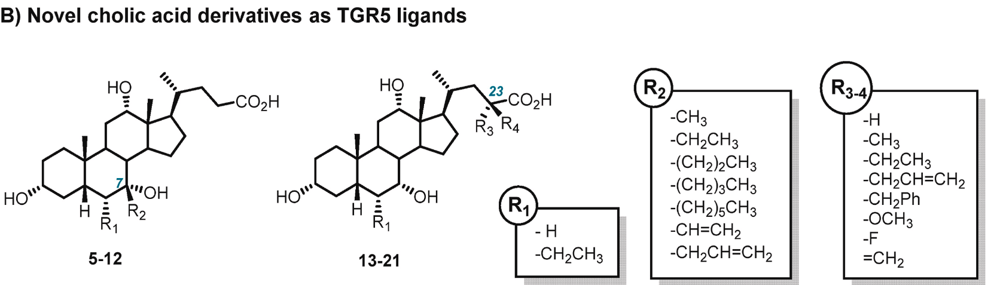 B) Novel cholic acid derivatives as TGR5 ligands
HO
CO₂H
7
HO
OH
H
R₂
R₁
5-12
HO
23
CO₂H
R₃
R₄
HO
OH
H
R₁
13-21
R₁
- H
-CH₂CH₃
R₂
-CH₃
-CH₂CH₃
-(CH₂)₂CH₃
-(CH₂)₃CH₃
-(CH₂)₅CH₃
-CH=CH₂
-CH₂CH=CH₂
R₃₋₄
-H
-CH₃
-CH₂CH₃
-CH₂CH=CH₂
-CH₂Ph
-OCH₃
-F
=CH₂